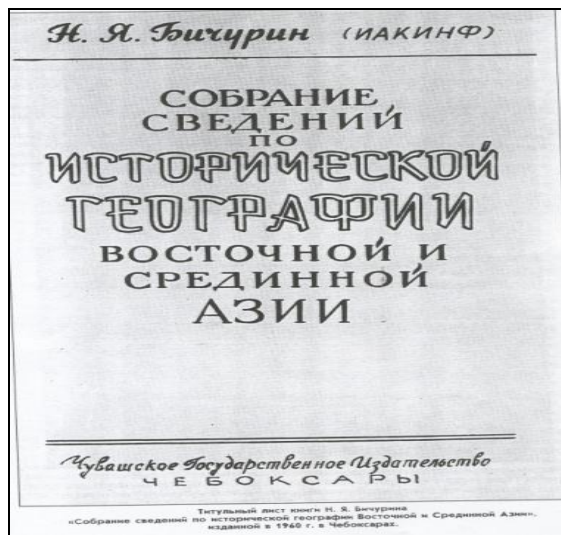 Н. Я. Бичурин (ИАКИНФ)
СОБРАНИЕ
СВЕДЕНИЙ
ПО
ИСТОРИЧЕСКОЙ
ГЕОГРАФИИ
ВОСТОЧНОЙ И
СРЕДИННОЙ
АЗИИ
Чувашское Государственное Издательство
ЧЕБОКСАРЫ
Титульный лист книги Н. Я. Бичурина
«Собрание сведений по исторической географии Восточной и Срединной Азии»,
изданной в 1960 г. в Чебоксарах.